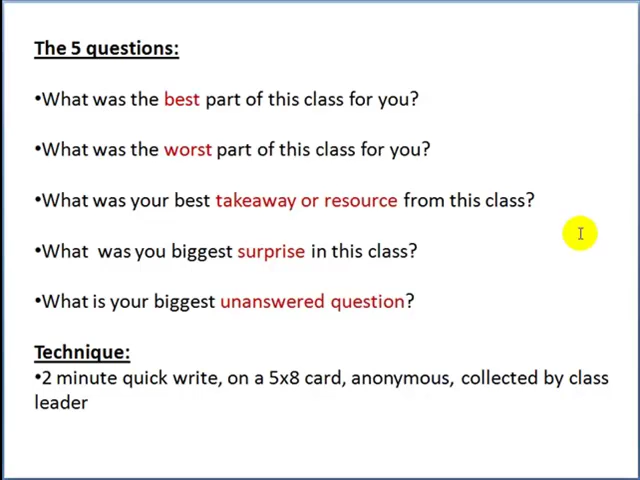 The 5 questions:
•What was the best part of this class for you?
•What was the worst part of this class for you?
•What was your best takeaway or resource from this class?
•What  was you biggest surprise in this class?
•What is your biggest unanswered question?
Technique:
•2 minute quick write, on a 5x8 card, anonymous, collected by class
leader